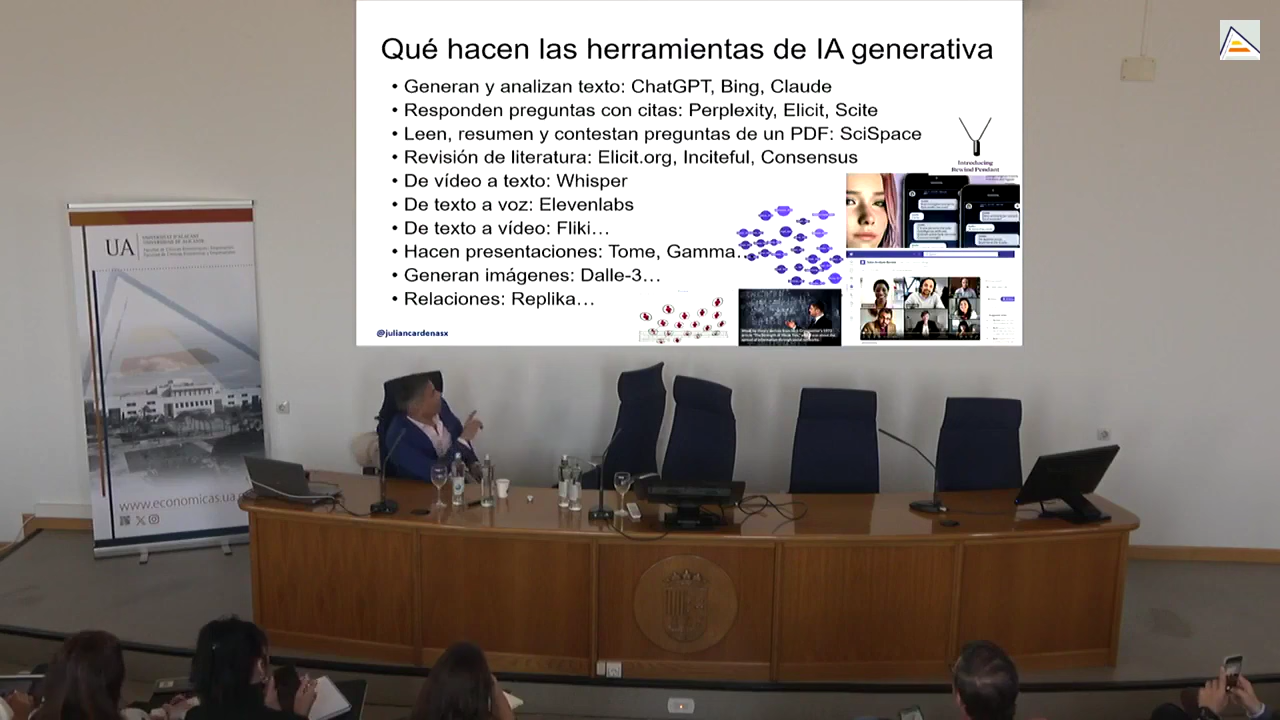 Qué hacen las herramientas de IA generativa
• Generan y analizan texto: ChatGPT, Bing, Claude
• Responden preguntas con citas: Perplexity, Elicit, Scite
• Leen, resumen y contestan preguntas de un PDF: SciSpace
• Revisión de literatura: Elicit.org, Inciteful, Consensus
• De vídeo a texto: Whisper
• De texto a voz: Elevenlabs
• De texto a vídeo: Fliki…
• Hacen presentaciones: Tome, Gamma…
• Generan imágenes: Dalle-3…
• Relaciones: Replika…
Introducing
Rewind Pendant
@juliancardenasx
UA
www.economicas.ua